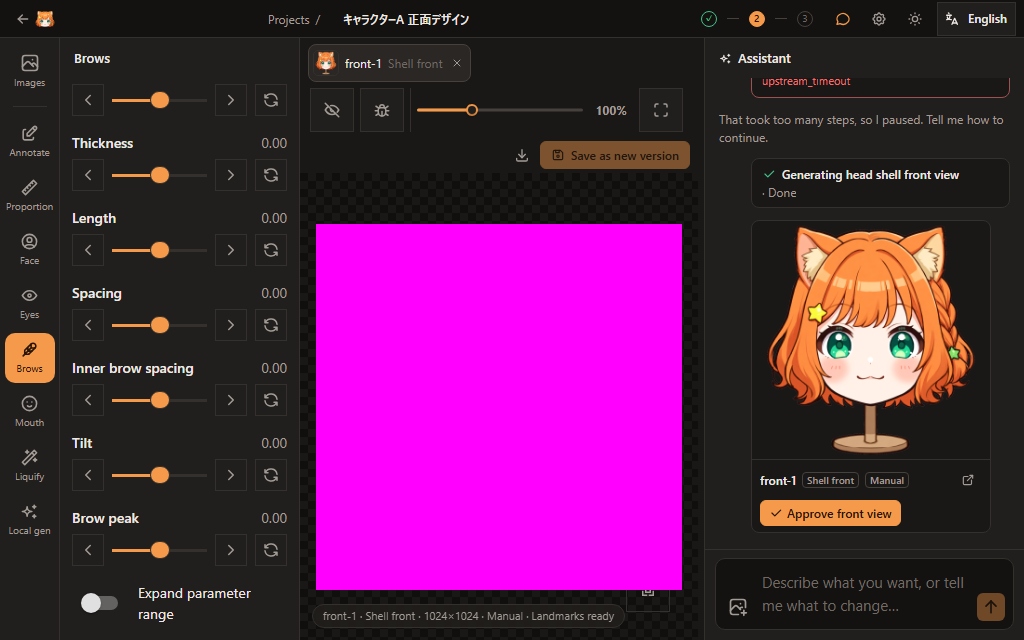 Projects / キャラクターA 正面デザイン
2
3
English
Images
Annotate
Proportion
Face
Eyes
Brows
Mouth
Liquify
Local gen
Brows
Thickness 0.00
Length 0.00
Spacing 0.00
Inner brow spacing 0.00
Tilt 0.00
Brow peak 0.00
Expand parameter
range
front-1 Shell front
100%
Save as new version
front-1 · Shell front · 1024×1024 · Manual · Landmarks ready
Assistant
upstream_timeout
That took too many steps, so I paused. Tell me how to
continue.
Generating head shell front view
· Done
front-1 Shell front Manual
Approve front view
Describe what you want, or tell
me what to change...